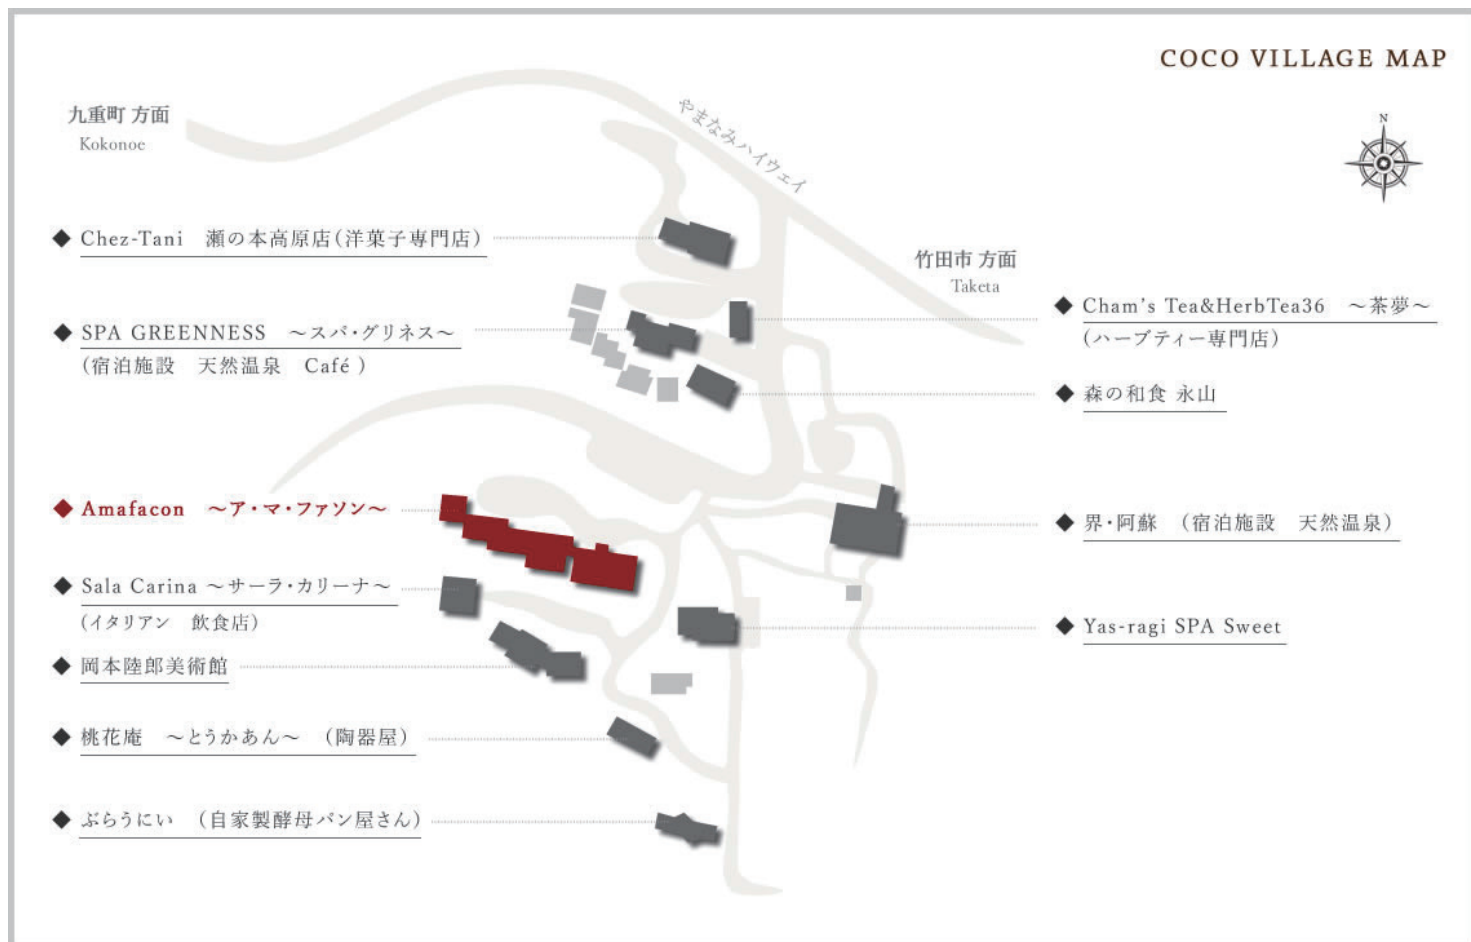 COCO VILLAGE MAP
N
九重町 方面
Kokonoe
やまなみハイウェイ
竹田市 方面
Taketa
◆ Chez-Tani　瀬の本高原店(洋菓子専門店)
◆ SPA GREENNESS　～スパ・グリネス～
(宿泊施設　天然温泉　Café )
◆ Amafacon　～ア・マ・ファソン～
◆ Sala Carina ～サーラ・カリーナ～
(イタリアン　飲食店)
◆ 岡本陸郎美術館
◆ 桃花庵　～とうかあん～　(陶器屋)
◆ ぶらうにい　(自家製酵母パン屋さん)
◆ Cham's Tea&HerbTea36　～茶夢～
(ハーブティー専門店)
◆ 森の和食 永山
◆ 界・阿蘇　(宿泊施設　天然温泉)
◆ Yas-ragi SPA Sweet